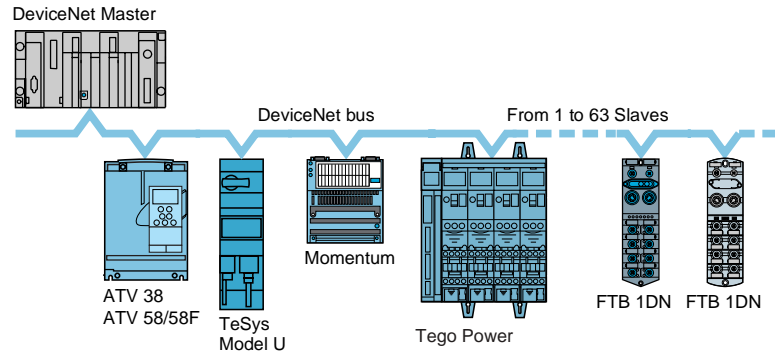 DeviceNet Master
DeviceNet bus
From 1 to 63 Slaves
ATV 38
ATV 58/58F
TeSys
Model U
Momentum
Tego Power
FTB 1DN
FTB 1DN